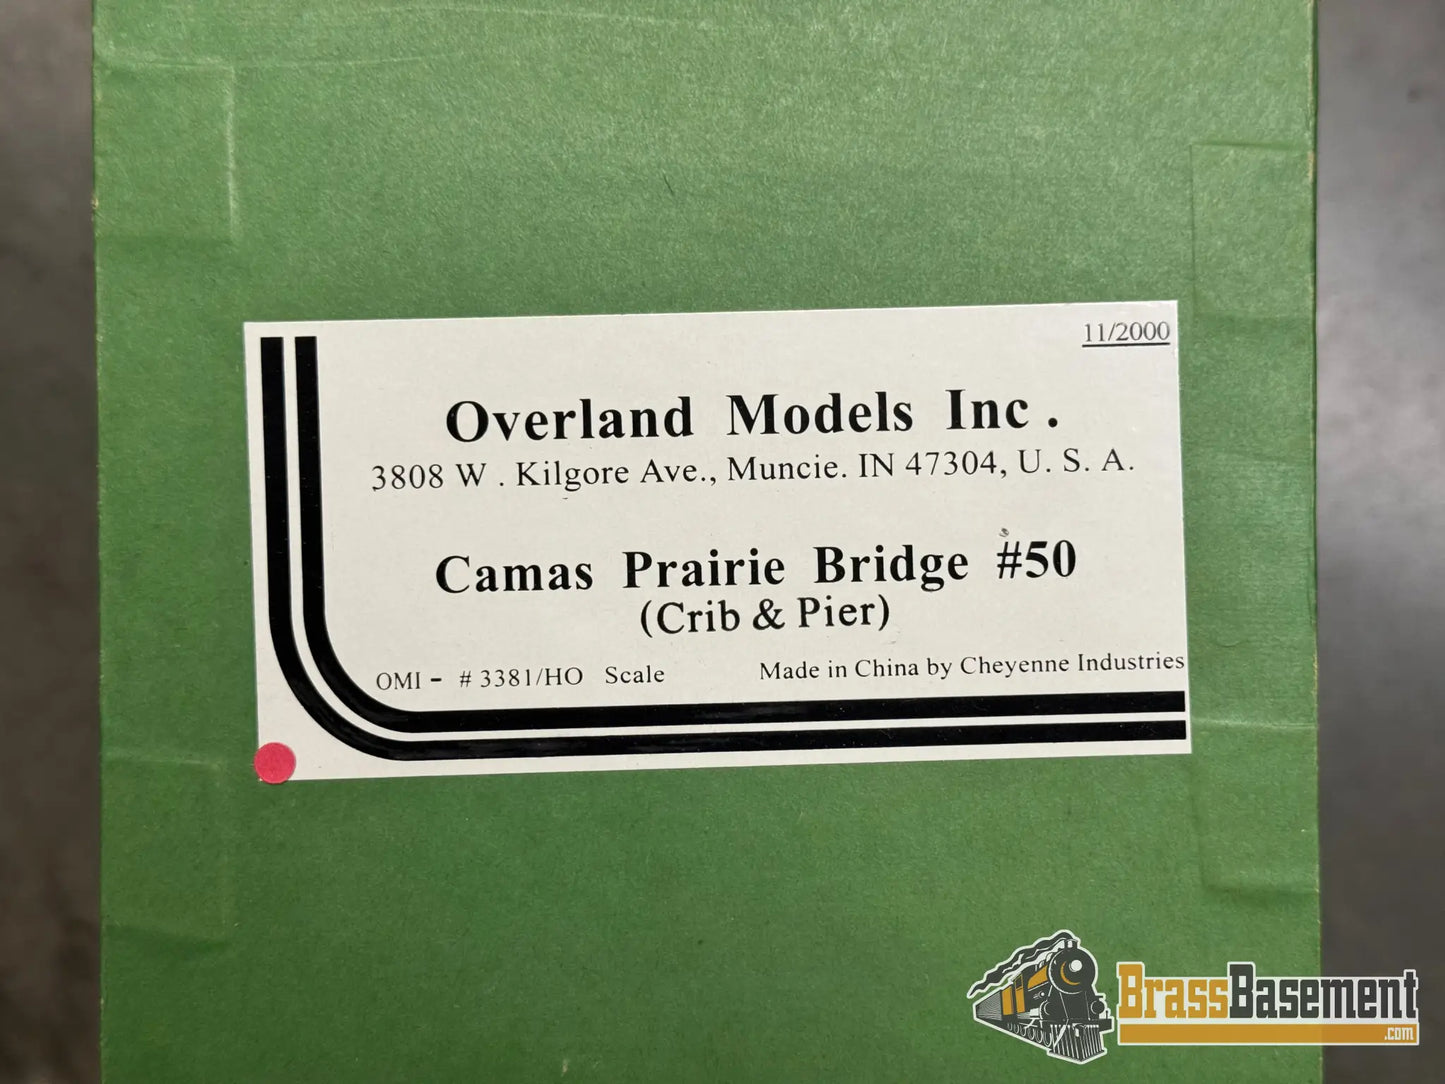 11/2000
Overland Models Inc .
3808 W . Kilgore Ave., Muncie. IN 47304, U. S. A.
Camas Prairie Bridge #50
(Crib & Pier)
OMI - # 3381/HO Scale Made in China by Cheyenne Industries
BrassBasement
.com